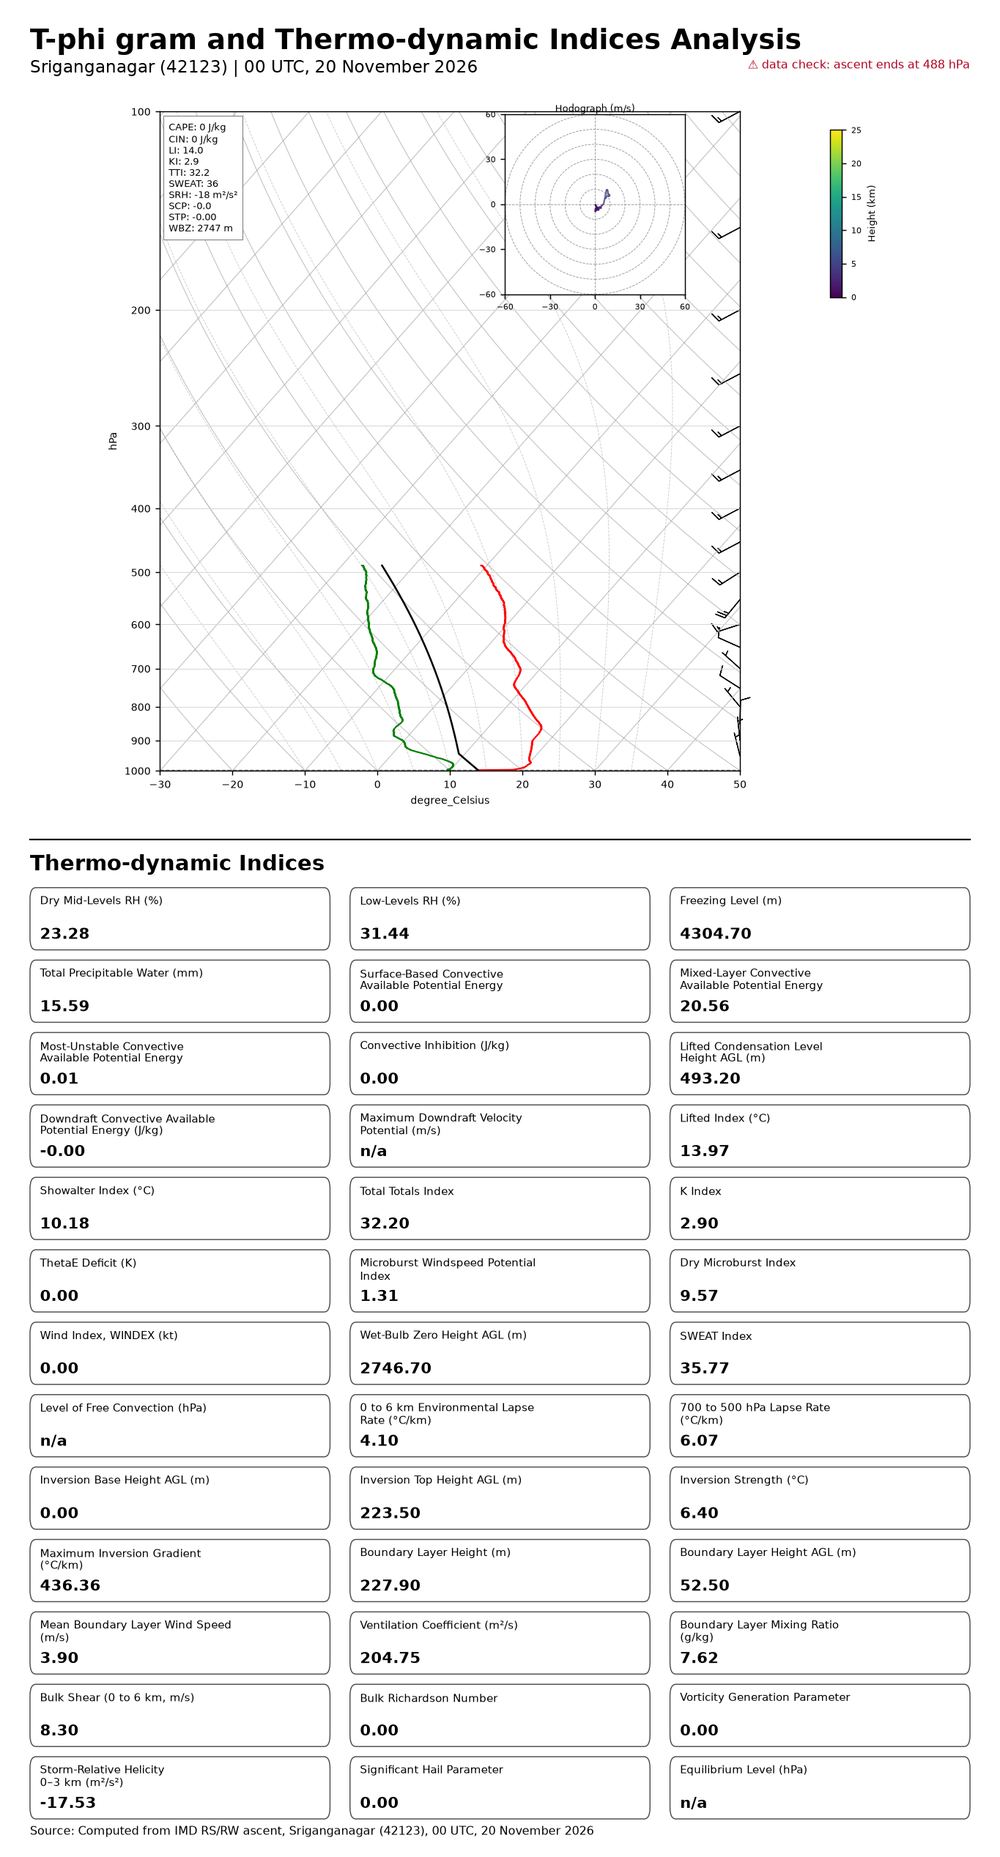 T-phi gram and Thermo-dynamic Indices Analysis
Sriganganagar (42123) | 00 UTC, 20 November 2026
⚠ data check: ascent ends at 488 hPa
Hodograph (m/s)
CAPE: 0 J/kg
CIN: 0 J/kg
LI: 14.0
KI: 2.9
TTI: 32.2
SWEAT: 36
SRH: -18 m²/s²
SCP: -0.0
STP: -0.00
WBZ: 2747 m
60
30
0
−30
−60
−60 −30 0 30 60
25
20
15
10
5
0
Height (km)
100
200
300
400
500
600
700
800
900
1000
hPa
−30 −20 −10 0 10 20 30 40 50
degree_Celsius
Thermo-dynamic Indices
Dry Mid-Levels RH (%)
23.28
Low-Levels RH (%)
31.44
Freezing Level (m)
4304.70
Total Precipitable Water (mm)
15.59
Surface-Based Convective
Available Potential Energy
0.00
Mixed-Layer Convective
Available Potential Energy
20.56
Most-Unstable Convective
Available Potential Energy
0.01
Convective Inhibition (J/kg)
0.00
Lifted Condensation Level
Height AGL (m)
493.20
Downdraft Convective Available
Potential Energy (J/kg)
-0.00
Maximum Downdraft Velocity
Potential (m/s)
n/a
Lifted Index (°C)
13.97
Showalter Index (°C)
10.18
Total Totals Index
32.20
K Index
2.90
ThetaE Deficit (K)
0.00
Microburst Windspeed Potential
Index
1.31
Dry Microburst Index
9.57
Wind Index, WINDEX (kt)
0.00
Wet-Bulb Zero Height AGL (m)
2746.70
SWEAT Index
35.77
Level of Free Convection (hPa)
n/a
0 to 6 km Environmental Lapse
Rate (°C/km)
4.10
700 to 500 hPa Lapse Rate
(°C/km)
6.07
Inversion Base Height AGL (m)
0.00
Inversion Top Height AGL (m)
223.50
Inversion Strength (°C)
6.40
Maximum Inversion Gradient
(°C/km)
436.36
Boundary Layer Height (m)
227.90
Boundary Layer Height AGL (m)
52.50
Mean Boundary Layer Wind Speed
(m/s)
3.90
Ventilation Coefficient (m²/s)
204.75
Boundary Layer Mixing Ratio
(g/kg)
7.62
Bulk Shear (0 to 6 km, m/s)
8.30
Bulk Richardson Number
0.00
Vorticity Generation Parameter
0.00
Storm-Relative Helicity
0–3 km (m²/s²)
-17.53
Significant Hail Parameter
0.00
Equilibrium Level (hPa)
n/a
Source: Computed from IMD RS/RW ascent, Sriganganagar (42123), 00 UTC, 20 November 2026